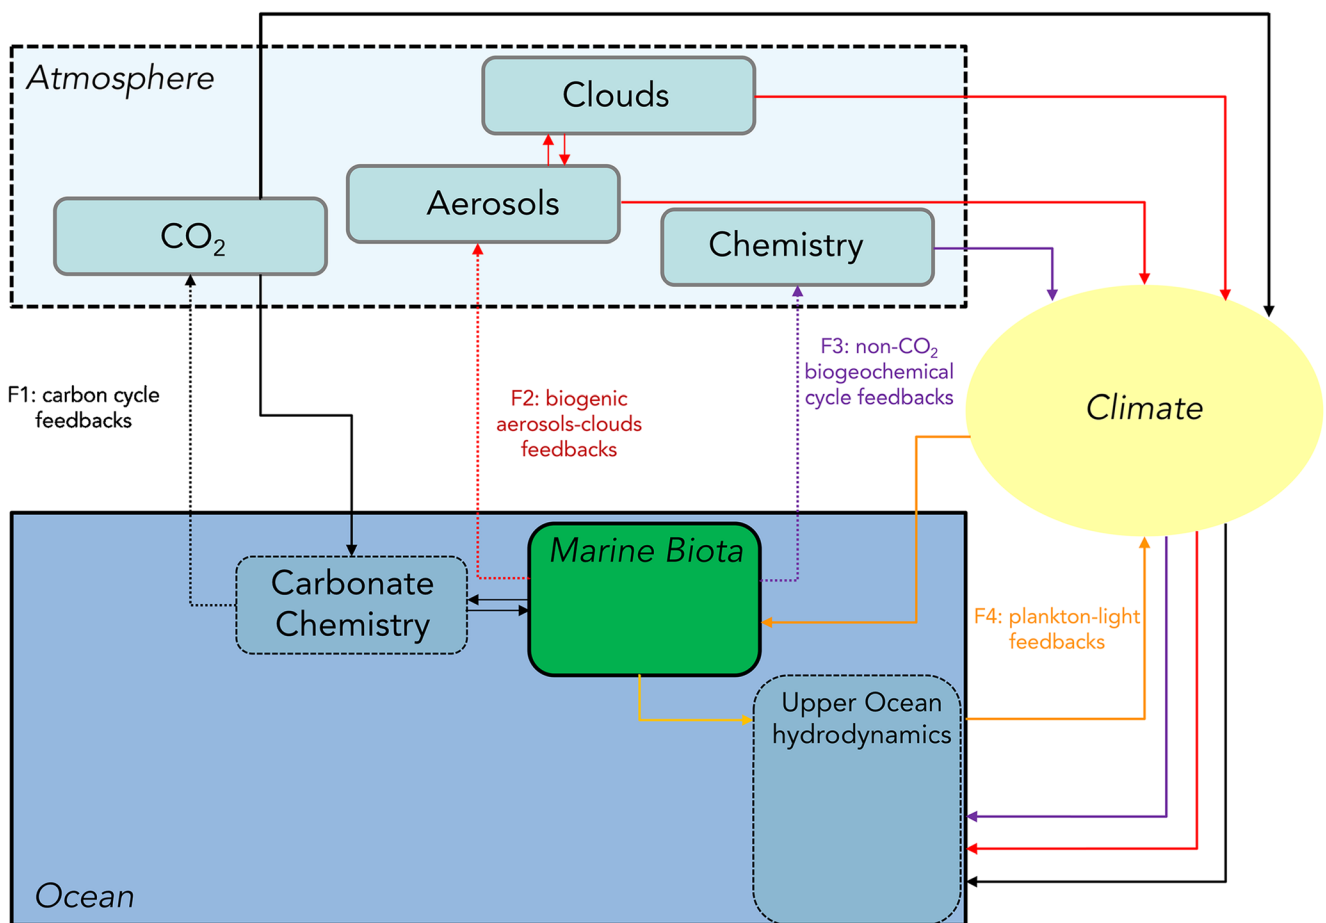 Atmosphere
Clouds
Aerosols
CO₂
Chemistry
F1: carbon cycle
feedbacks
F2: biogenic
aerosols-clouds
feedbacks
F3: non-CO₂
biogeochemical
cycle feedbacks
Climate
Marine Biota
Carbonate
Chemistry
F4: plankton-light
feedbacks
Upper Ocean
hydrodynamics
Ocean